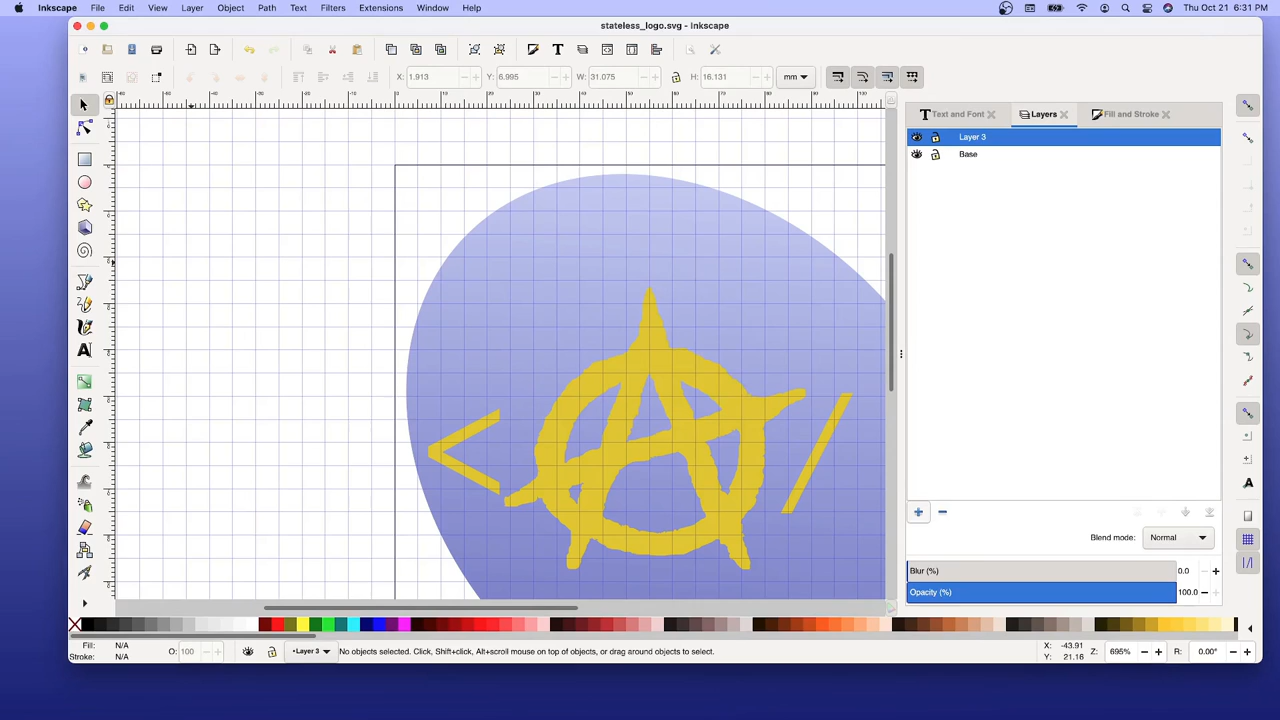 Inkscape File Edit View Layer Object Path Text Filters Extensions Window Help Thu Oct 21 6:31 PM
stateless_logo.svg - Inkscape
X: 1.913 Y: 6.995 W: 31.075 H: 16.131 mm
Text and Font Layers Fill and Stroke
Layer 3
Base
< A /
Blend mode: Normal
Blur (%) 0.0
Opacity (%) 100.0
Fill: N/A O: 100 •Layer 3 No objects selected. Click, Shift+click, Alt+scroll mouse on top of objects, or drag around objects to select. X: -43.91 Z: 695% R: 0.00°
Stroke: N/A Y: 21.16